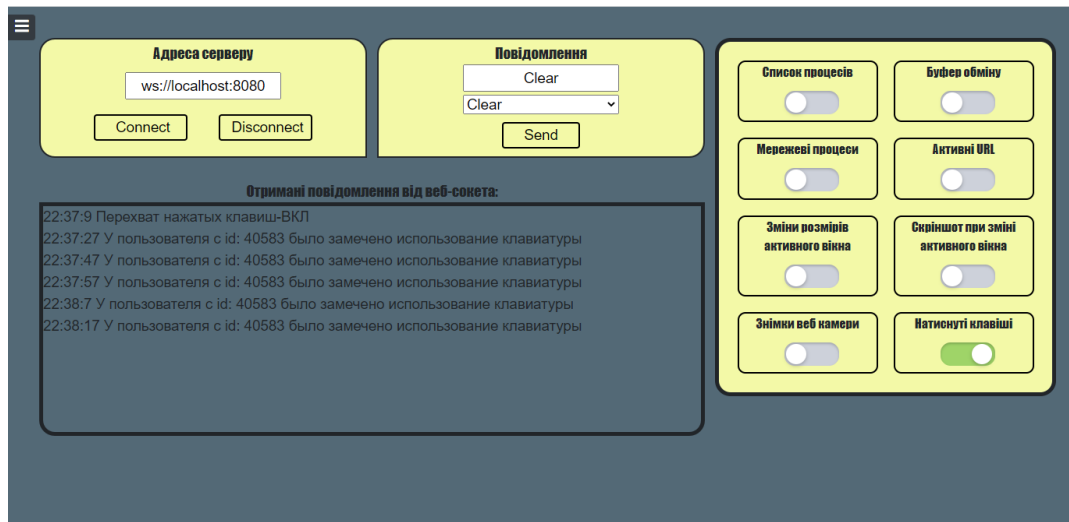 Адреса серверу
ws://localhost:8080
Connect
Disconnect
Повідомлення
Clear
Clear
Send
Отримані повідомлення від веб-сокета:
22:37:9 Перехват нажатых клавиш-ВКЛ
22:37:27 У пользователя с id: 40583 было замечено использование клавиатуры
22:37:47 У пользователя с id: 40583 было замечено использование клавиатуры
22:37:57 У пользователя с id: 40583 было замечено использование клавиатуры
22:38:7 У пользователя с id: 40583 было замечено использование клавиатуры
22:38:17 У пользователя с id: 40583 было замечено использование клавиатуры
Список процесів
Буфер обміну
Мережеві процеси
Активні URL
Зміни розмірів
активного вікна
Скріншот при зміні
активного вікна
Знімки веб камери
Натиснуті клавіші